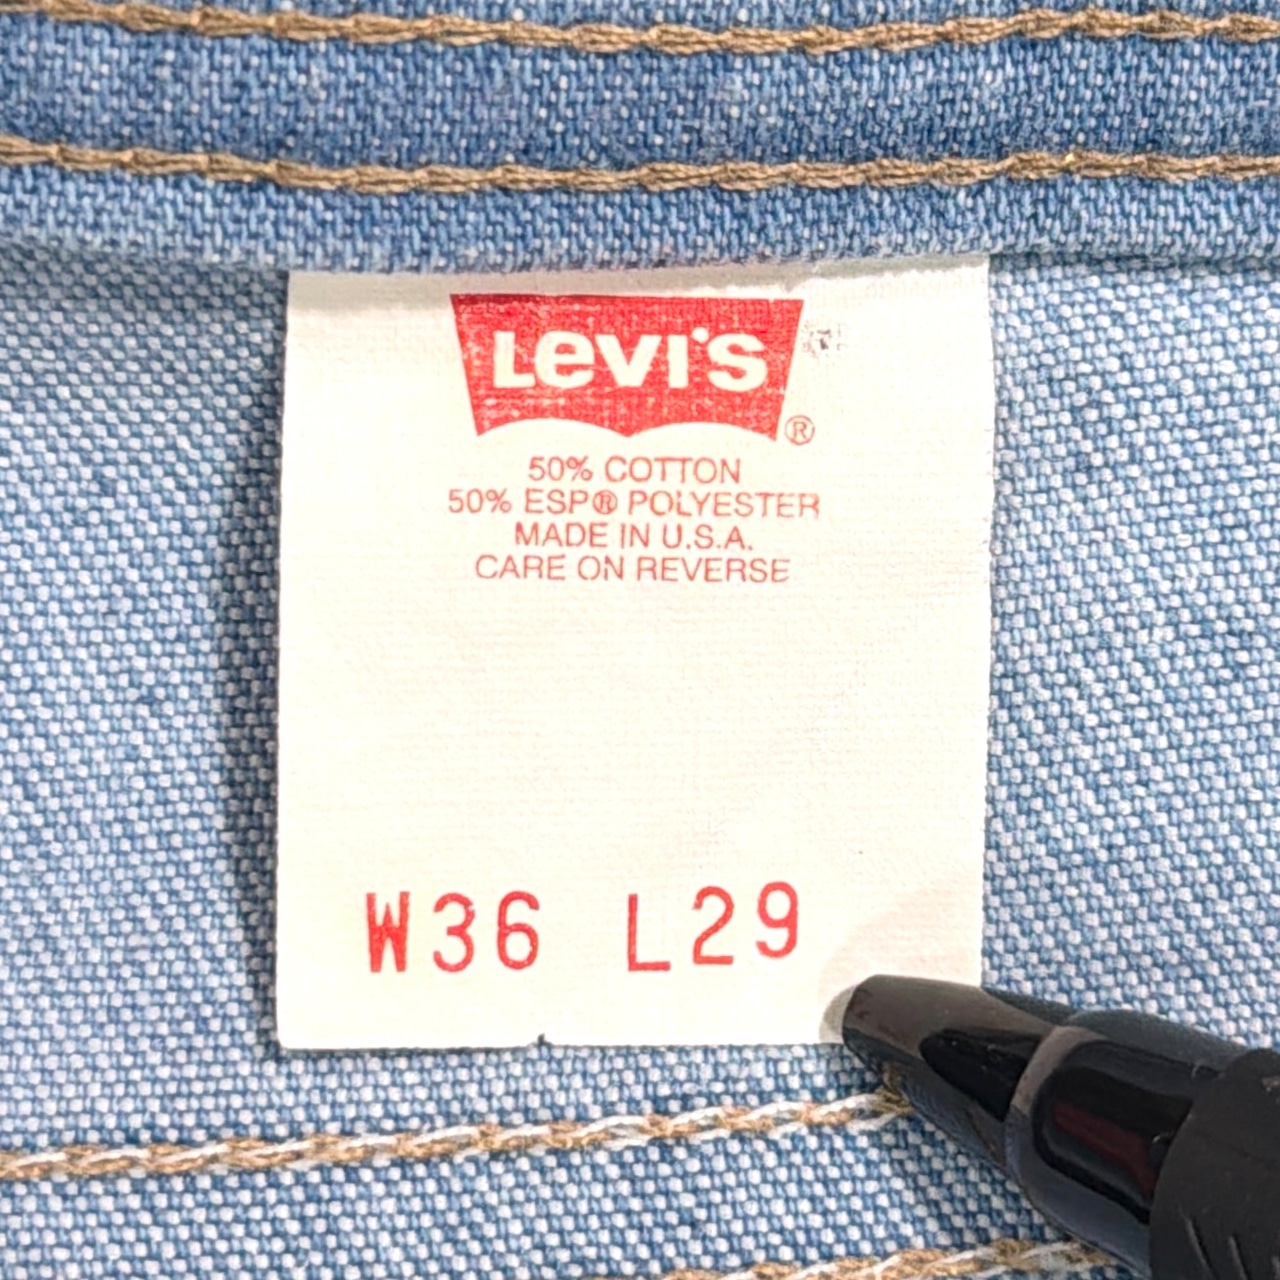 Levi's ®
50% COTTON
50% ESP® POLYESTER
MADE IN U.S.A.
CARE ON REVERSE
W36 L29